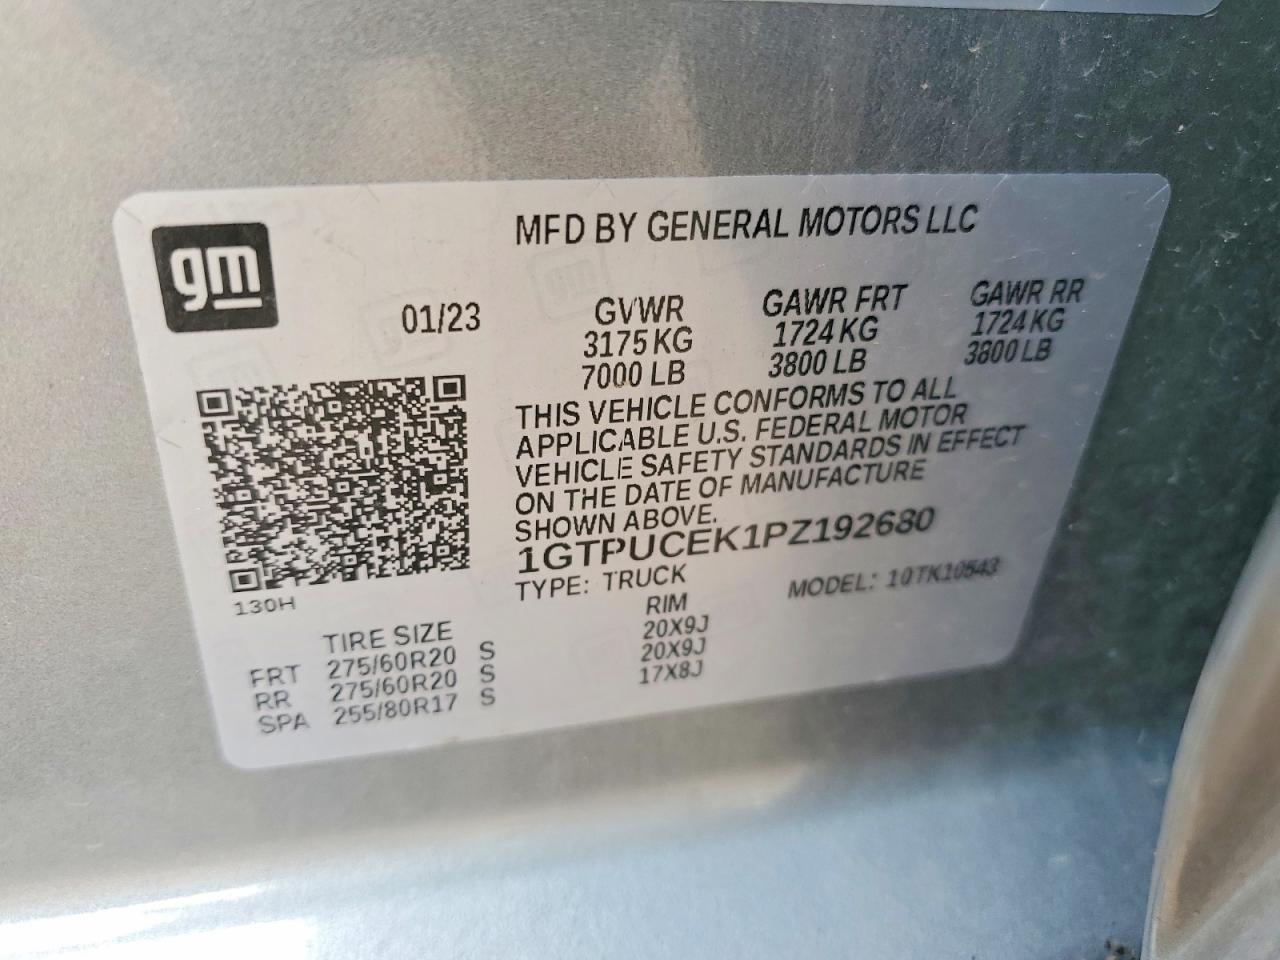 gm
MFD BY GENERAL MOTORS LLC
01/23
GVWR GAWR FRT GAWR RR
3175 KG 1724 KG 1724 KG
7000 LB 3800 LB 3800 LB
THIS VEHICLE CONFORMS TO ALL
APPLICABLE U.S. FEDERAL MOTOR
VEHICLE SAFETY STANDARDS IN EFFECT
ON THE DATE OF MANUFACTURE
SHOWN ABOVE.
1GTPUCEK1PZ192680
TYPE: TRUCK MODEL: 10TK10543
130H
TIRE SIZE RIM
FRT 275/60R20 S 20X9J
RR 275/60R20 S 20X9J
SPA 255/80R17 S 17X8J